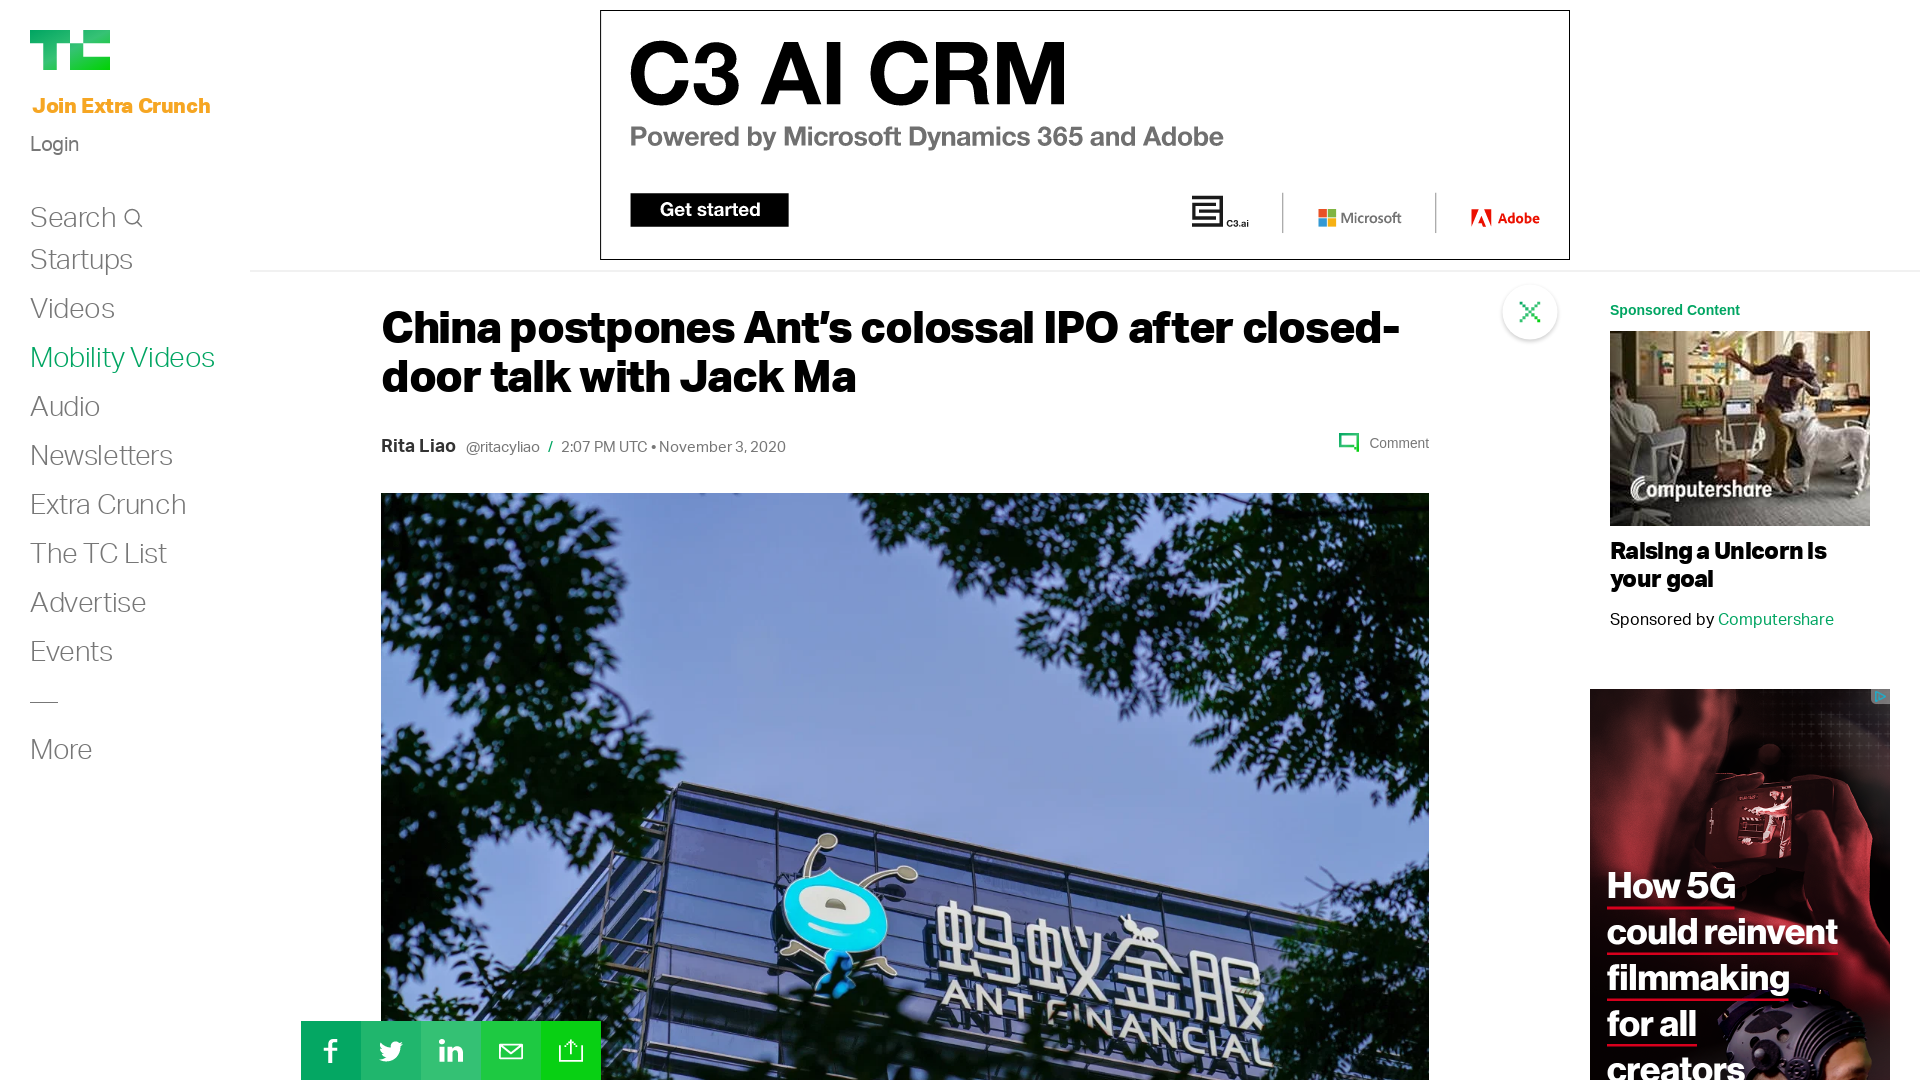 TC
Join Extra Crunch
Login
Search
Startups
Videos
Mobility Videos
Audio
Newsletters
Extra Crunch
The TC List
Advertise
Events
More
C3 AI CRM
Powered by Microsoft Dynamics 365 and Adobe
Get started
C3.ai
Microsoft
Adobe
China postpones Ant’s colossal IPO after closed-
door talk with Jack Ma
Rita Liao @ritacyliao / 2:07 PM UTC • November 3, 2020
Comment
蚂蚁金服
ANT FINANCIAL
Sponsored Content
Computershare
Raising a Unicorn is
your goal
Sponsored by Computershare
How 5G
could reinvent
filmmaking
for all
creators